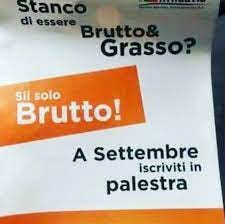 Stanco
di essere
Brutto&
Grasso?
Sii solo
Brutto!
A Settembre
iscriviti in
palestra